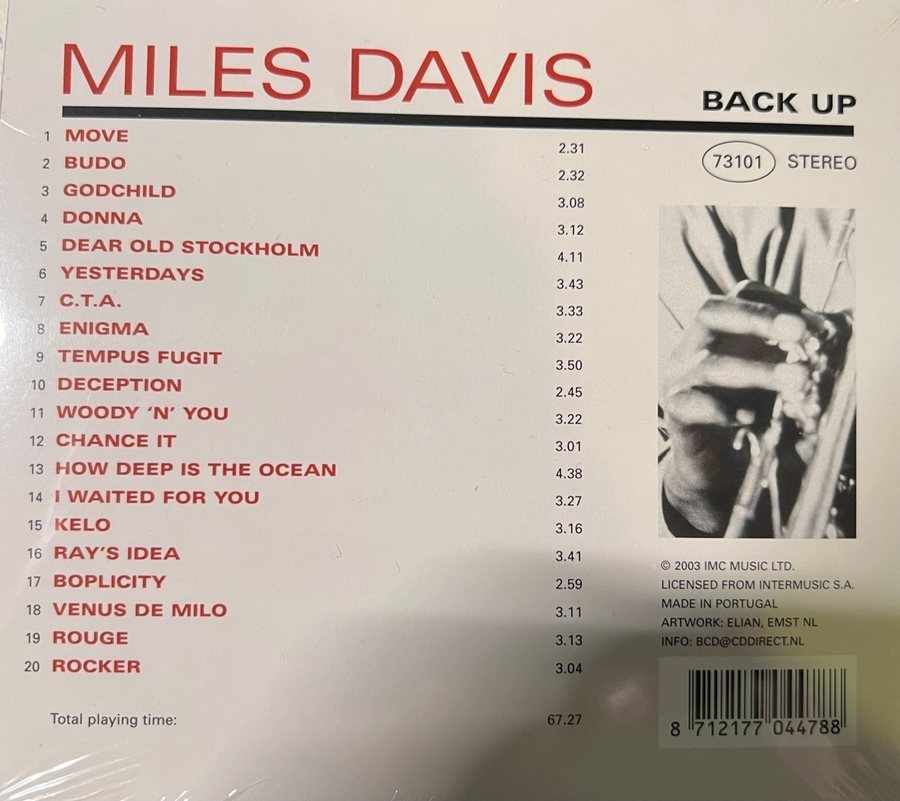 MILES DAVIS
BACK UP
73101 STEREO
1 MOVE 2.31
2 BUDO 2.32
3 GODCHILD 3.08
4 DONNA 3.12
5 DEAR OLD STOCKHOLM 4.11
6 YESTERDAYS 3.43
7 C.T.A. 3.33
8 ENIGMA 3.22
9 TEMPUS FUGIT 3.50
10 DECEPTION 2.45
11 WOODY 'N' YOU 3.22
12 CHANCE IT 3.01
13 HOW DEEP IS THE OCEAN 4.38
14 I WAITED FOR YOU 3.27
15 KELO 3.16
16 RAY'S IDEA 3.41
17 BOPLICITY 2.59
18 VENUS DE MILO 3.11
19 ROUGE 3.13
20 ROCKER 3.04
Total playing time: 67.27
© 2003 IMC MUSIC LTD.
LICENSED FROM INTERMUSIC S.A.
MADE IN PORTUGAL
ARTWORK: ELIAN, EMST NL
INFO: BCD@CDDIRECT.NL
8 712177 044788